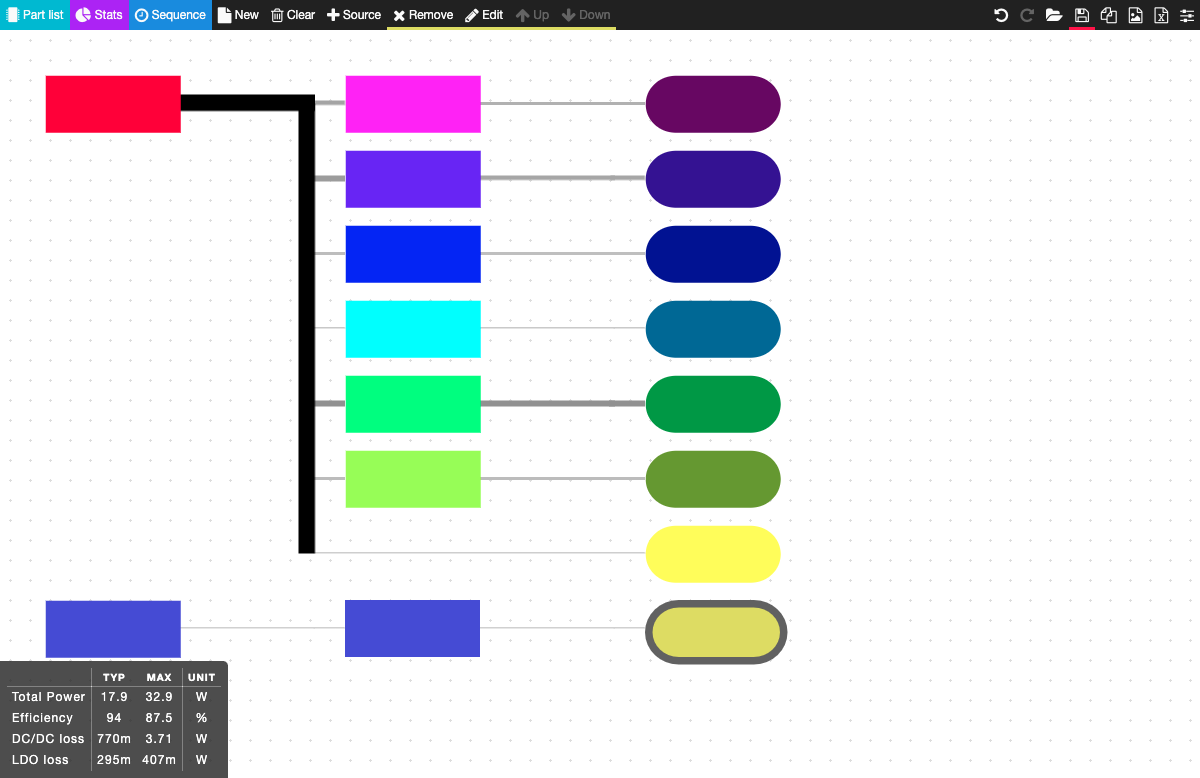 Part list Stats Sequence New Clear Source Remove Edit Up Down
TYP MAX UNIT
Total Power 17.9 32.9 W
Efficiency 94 87.5 %
DC/DC loss 770m 3.71 W
LDO loss 295m 407m W